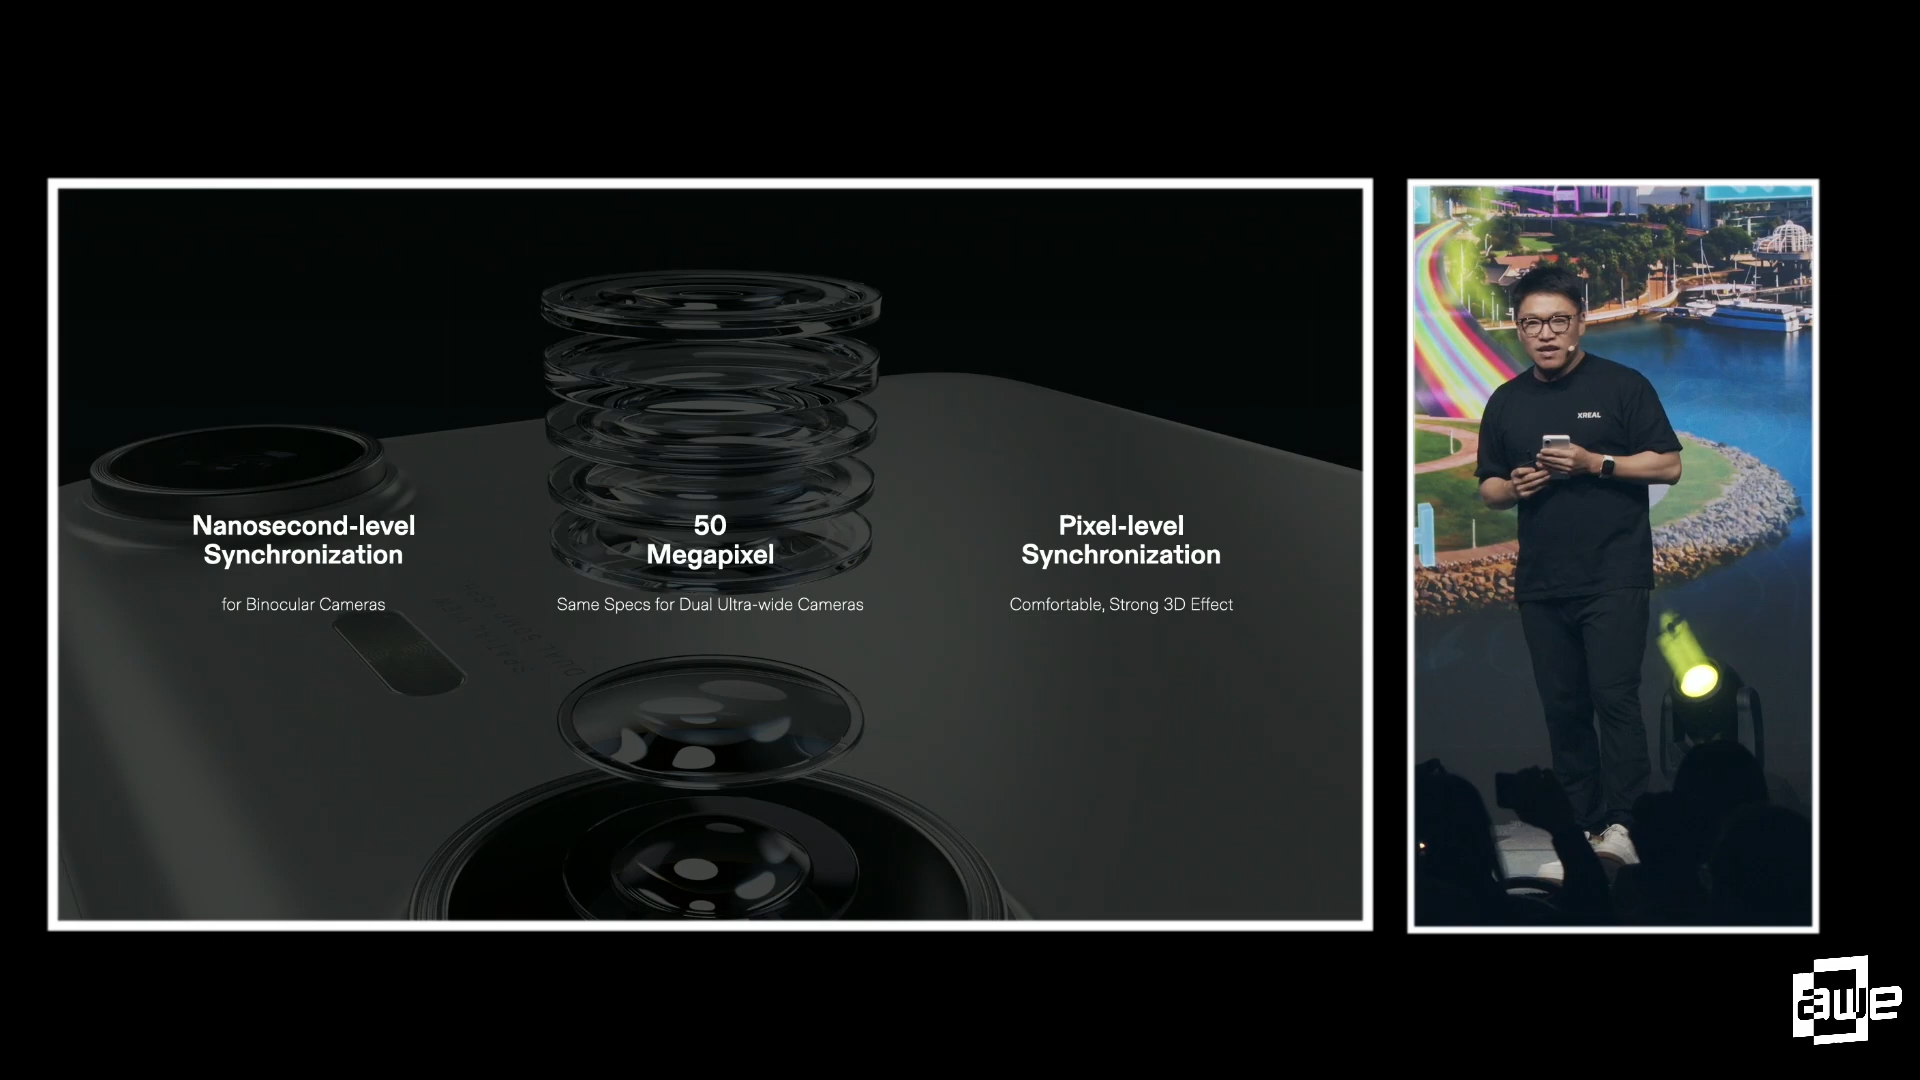 Nanosecond-level
Synchronization
for Binocular Cameras
50
Megapixel
Same Specs for Dual Ultra-wide Cameras
Pixel-level
Synchronization
Comfortable, Strong 3D Effect
XREAL
awe